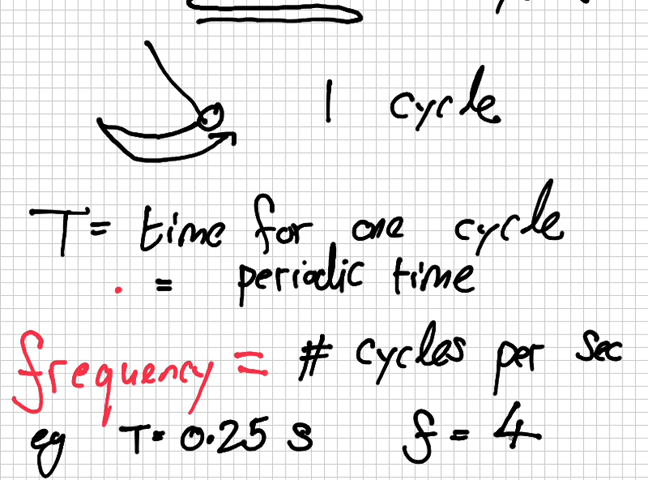 1 cycle
T = time for one cycle
= periodic time
frequency = # cycles per sec
eg T = 0.25 s f = 4